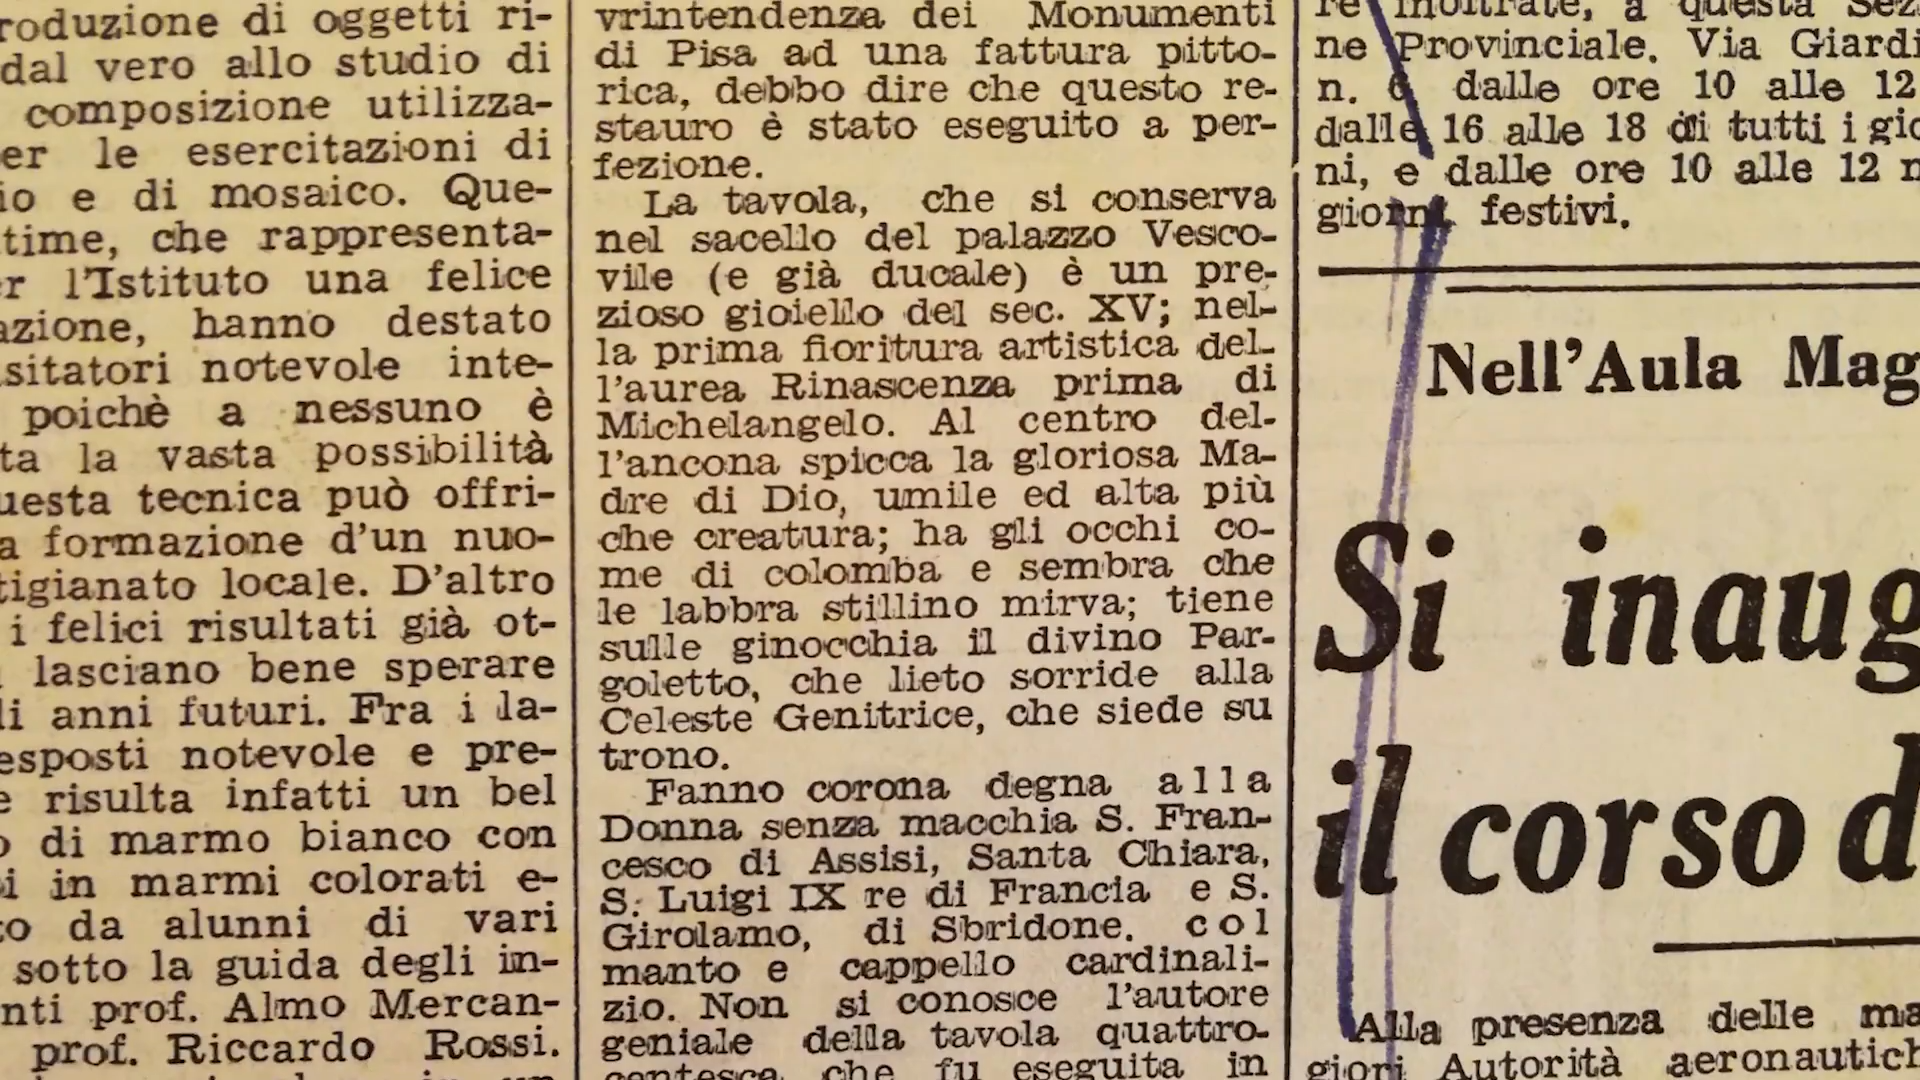 roduzione di oggetti ri-
dal vero allo studio di
composizione utilizza-
er le esercitazioni di
io e di mosaico. Que-
time, che rappresenta-
r l'Istituto una felice
azione, hanno destato
sitatori notevole inte-
poichè a nessuno è
ta la vasta possibilità
uesta tecnica può offri-
a formazione d'un nuo-
tigianato locale. D'altro
i felici risultati già ot-
lasciano bene sperare
li anni futuri. Fra i la-
esposti notevole e pre-
e risulta infatti un bel
o di marmo bianco con
i in marmi colorati e-
to da alunni di vari
sotto la guida degli in-
nti prof. Almo Mercan-
prof. Riccardo Rossi.
vrintendenza dei Monumenti
di Pisa ad una fattura pitto-
rica, debbo dire che questo re-
stauro è stato eseguito a per-
fezione.
La tavola, che si conserva
nel sacello del palazzo Vesco-
vile (e già ducale) è un pre-
zioso gioiello del sec. XV; nel-
la prima fioritura artistica del-
l'aurea Rinascenza prima di
Michelangelo. Al centro del-
l'ancona spicca la gloriosa Ma-
dre di Dio, umile ed alta più
che creatura; ha gli occhi co-
me di colomba e sembra che
le labbra stillino mirva; tiene
sulle ginocchia il divino Par-
goletto, che lieto sorride alla
Celeste Genitrice, che siede su
trono.
Fanno corona degna alla
Donna senza macchia S. Fran-
cesco di Assisi, Santa Chiara,
S. Luigi IX re di Francia e S.
Girolamo, di Sbridone. col
manto e cappello cardinali-
zio. Non si conosce l'autore
geniale della tavola quattro-
centesca che fu eseguita in
re inoltrate, a questa Sez
ne Provinciale. Via Giardi
n. 6 dalle ore 10 alle 12
dalle 16 alle 18 di tutti i gio
ni, e dalle ore 10 alle 12 n
giorni festivi.
Nell'Aula Mag
Si inaug
il corso d
Alla presenza delle ma
giori Autorità aeronautich